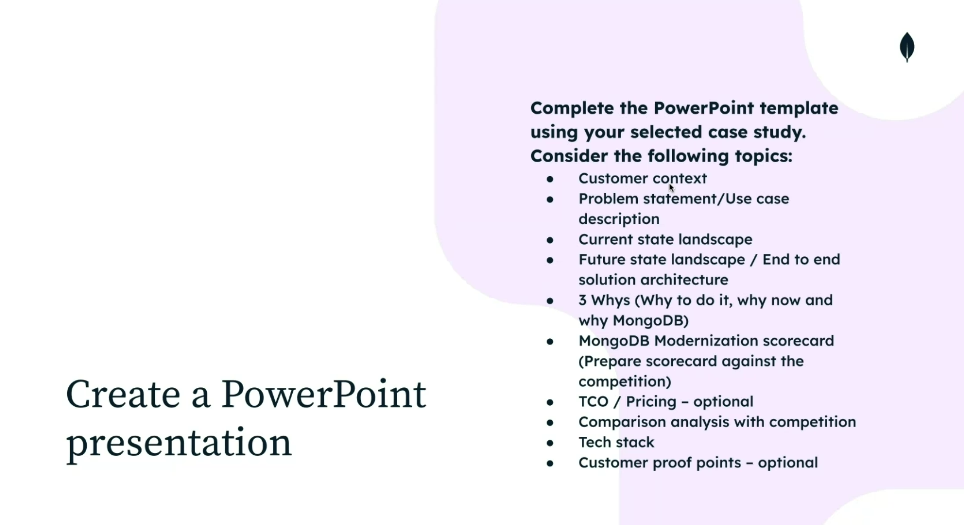 Complete the PowerPoint template
using your selected case study.
Consider the following topics:
● Customer context
● Problem statement/Use case
description
● Current state landscape
● Future state landscape / End to end
solution architecture
● 3 Whys (Why to do it, why now and
why MongoDB)
● MongoDB Modernization scorecard
(Prepare scorecard against the
competition)
● TCO / Pricing – optional
● Comparison analysis with competition
● Tech stack
● Customer proof points – optional
Create a PowerPoint
presentation